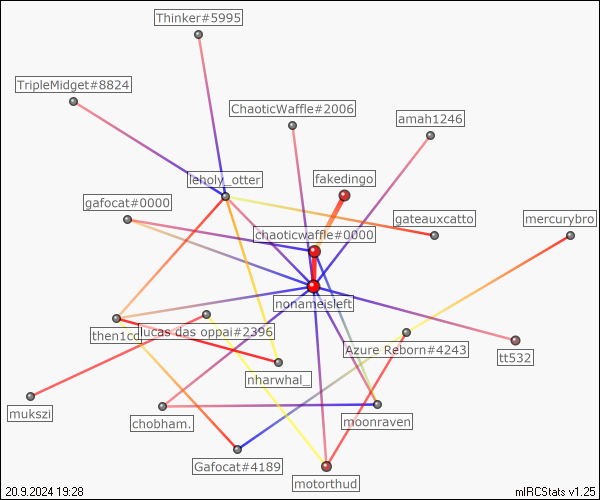 Thinker#5995
TripleMidget#8824
ChaoticWaffle#2006
amah1246
leholy_otter
fakedingo
gafocat#0000
gateauxcatto
mercurybro
chaoticwaffle#0000
nonameisleft
then1cd
lucas das oppai#2396
Azure Reborn#4243
tt532
nharwhal_
mukszi
chobham.
moonraven
Gafocat#4189
motorthud
20.9.2024 19:28
mIRCStats v1.25